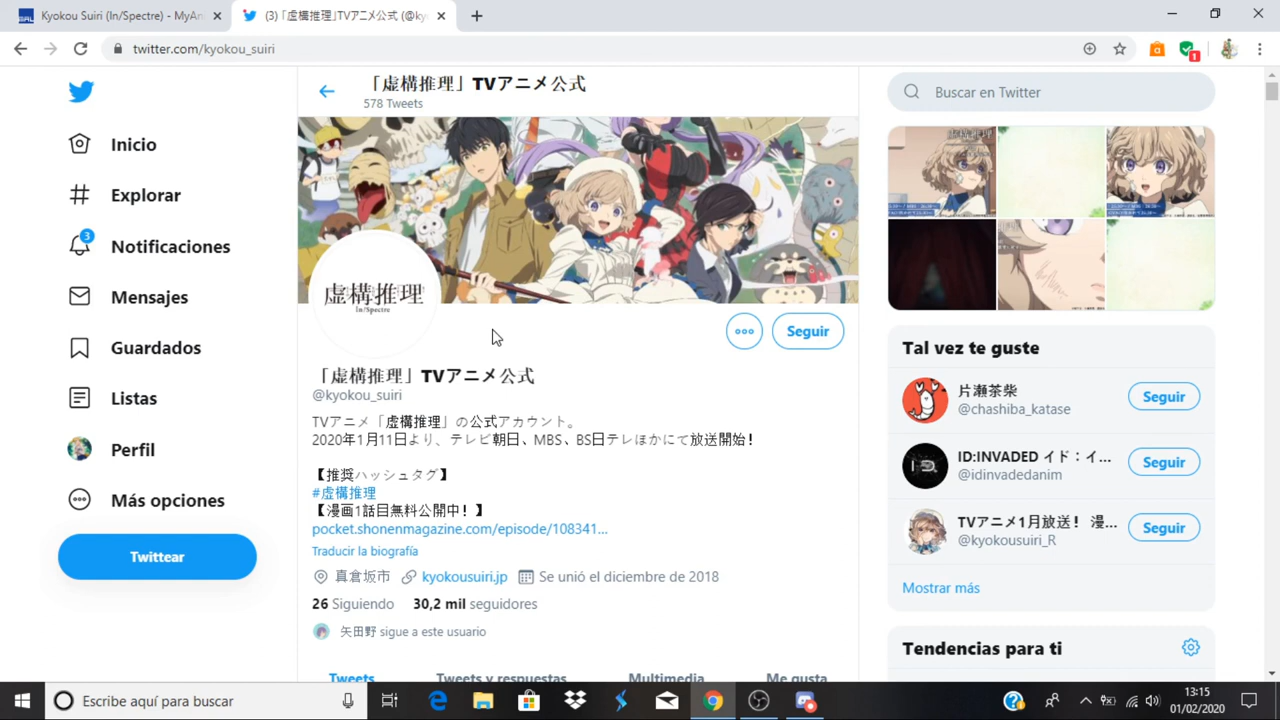 Kyokou Suiri (In/Spectre) - MyAni
(3) 「虚構推理」TVアニメ公式 (@ky
twitter.com/kyokou_suiri
「虚構推理」TVアニメ公式
578 Tweets
Buscar en Twitter
Inicio
Explorar
3
Notificaciones
Mensajes
Guardados
Listas
Perfil
Más opciones
Twittear
虚構推理
In/Spectre
Seguir
「虚構推理」TVアニメ公式
@kyokou_suiri
TVアニメ「虚構推理」の公式アカウント。
2020年1月11日より、テレビ朝日、MBS、BS日テレほかにて放送開始！
【推奨ハッシュタグ】
#虚構推理
【漫画1話目無料公開中！】
pocket.shonenmagazine.com/episode/108341...
Traducir la biografía
真倉坂市 kyokousuiri.jp Se unió el diciembre de 2018
26 Siguiendo 30,2 mil seguidores
矢田野 sigue a este usuario
Tweets Tweets y respuestas Multimedia Me gusta
Tal vez te guste
片瀬茶柴
@chashiba_katase
Seguir
ID:INVADED イド：イ...
@idinvadedanim
Seguir
TVアニメ1月放送！ 漫...
@kyokousuiri_R
Seguir
Mostrar más
Tendencias para ti
Escribe aquí para buscar
13:15
01/02/2020